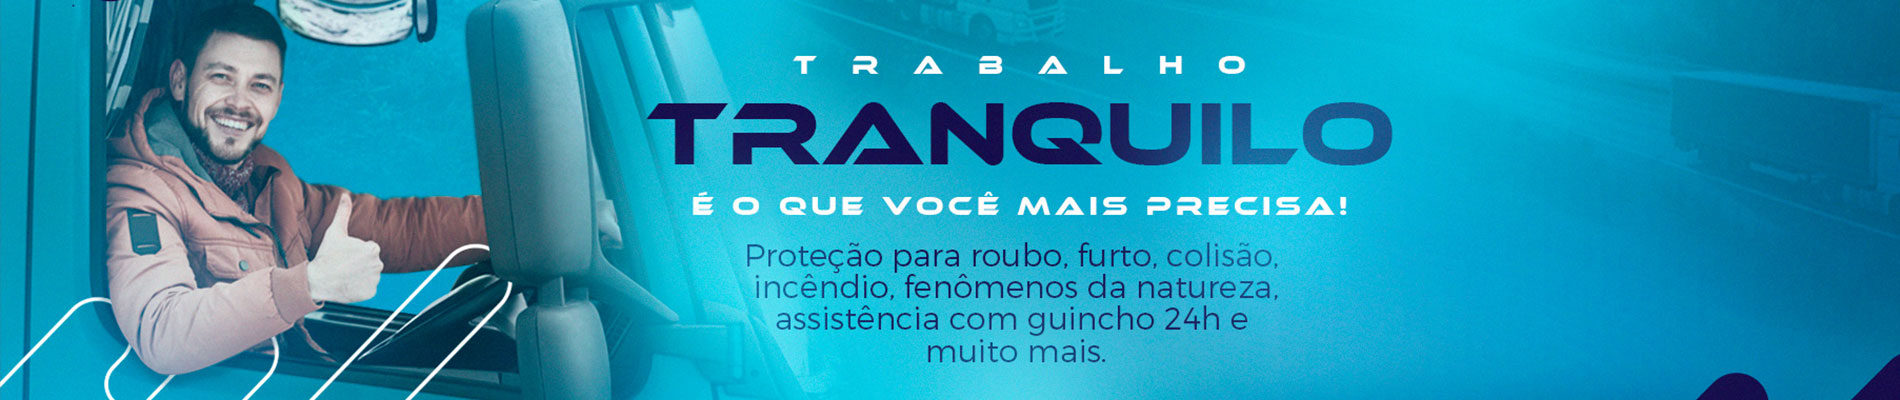 TRABALHO
TRANQUILO
É O QUE VOCÊ MAIS PRECISA!
Proteção para roubo, furto, colisão,
incêndio, fenômenos da natureza,
assistência com guincho 24h e
muito mais.